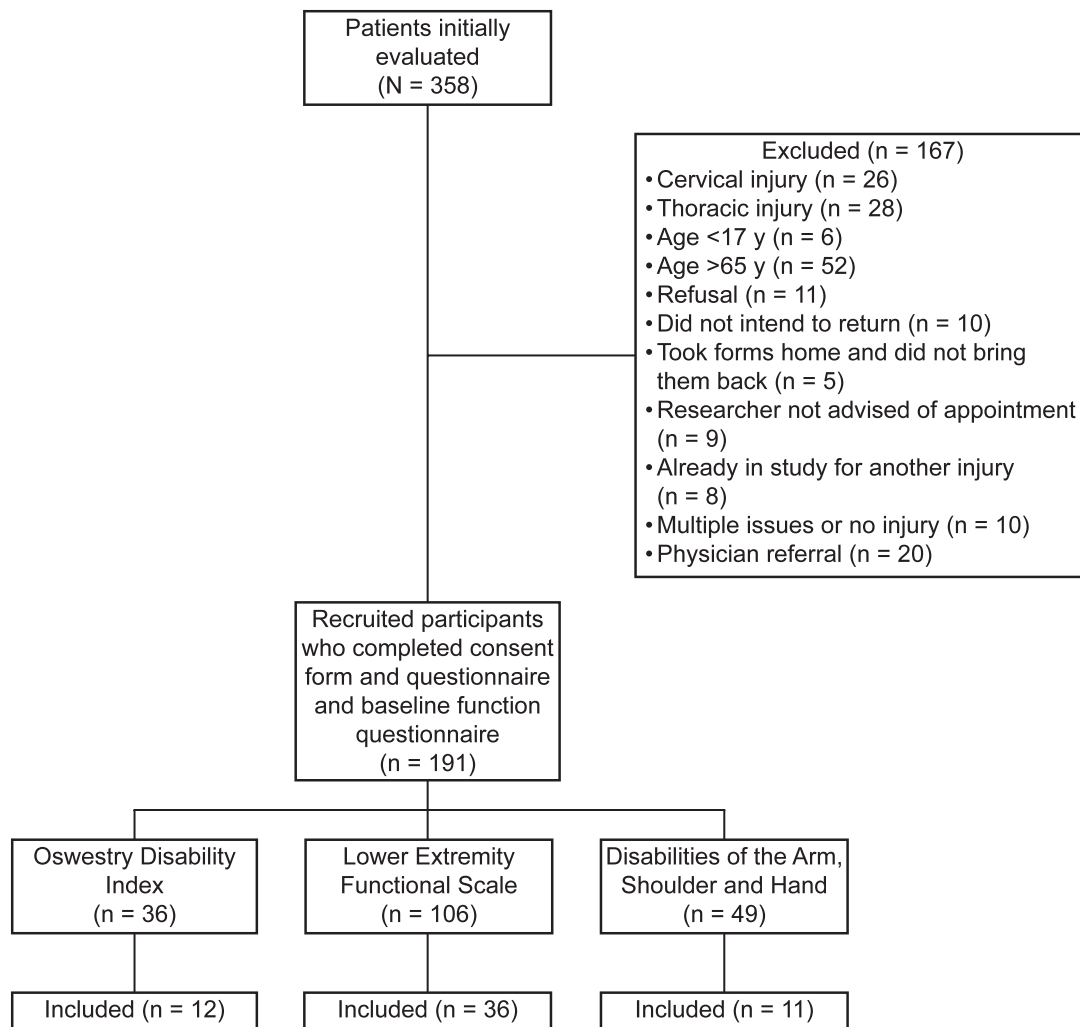 Patients initially
evaluated
(N = 358)
Excluded (n = 167)
• Cervical injury (n = 26)
• Thoracic injury (n = 28)
• Age <17 y (n = 6)
• Age >65 y (n = 52)
• Refusal (n = 11)
• Did not intend to return (n = 10)
• Took forms home and did not bring
them back (n = 5)
• Researcher not advised of appointment
(n = 9)
• Already in study for another injury
(n = 8)
• Multiple issues or no injury (n = 10)
• Physician referral (n = 20)
Recruited participants
who completed consent
form and questionnaire
and baseline function
questionnaire
(n = 191)
Oswestry Disability
Index
(n = 36)
Lower Extremity
Functional Scale
(n = 106)
Disabilities of the Arm,
Shoulder and Hand
(n = 49)
Included (n = 12)
Included (n = 36)
Included (n = 11)